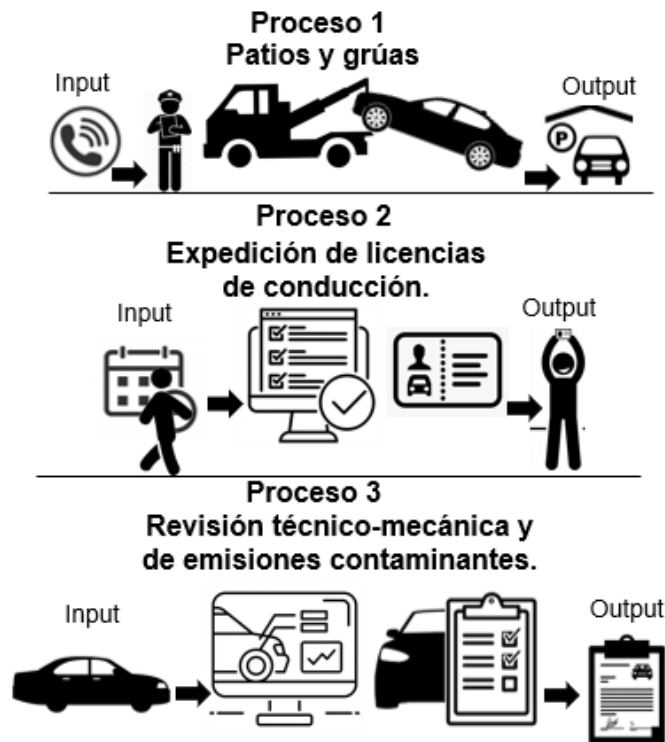 Proceso 1
Patios y grúas
Input
Output
P
Proceso 2
Expedición de licencias
de conducción.
Input
Output
Proceso 3
Revisión técnico-mecánica y
de emisiones contaminantes.
Input
Output